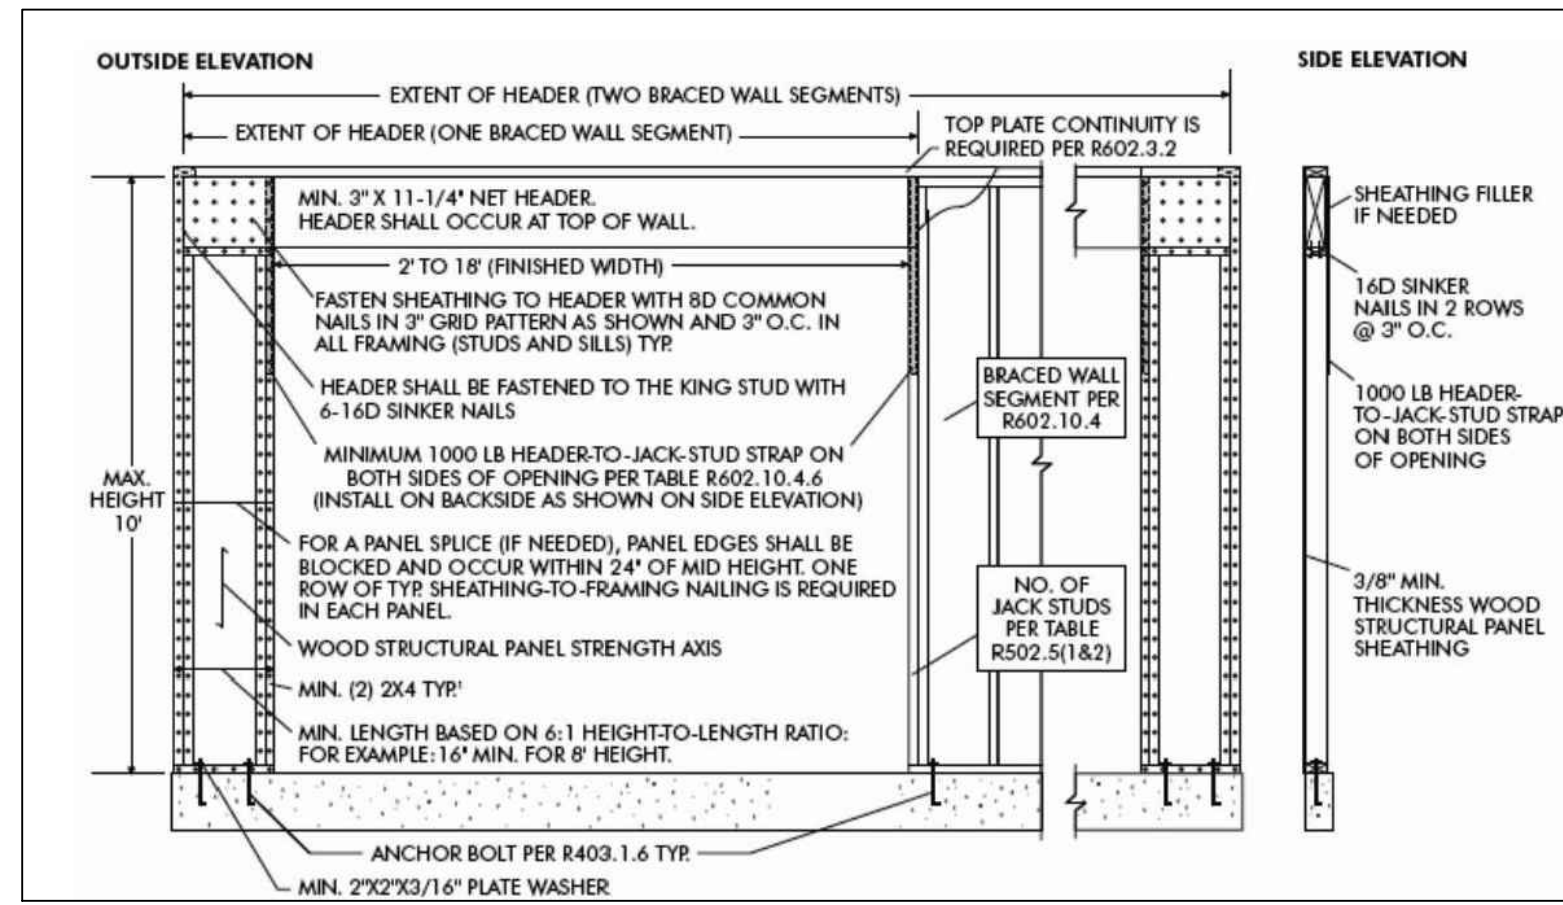 OUTSIDE ELEVATION
SIDE ELEVATION
EXTENT OF HEADER (TWO BRACED WALL SEGMENTS)
EXTENT OF HEADER (ONE BRACED WALL SEGMENT)
TOP PLATE CONTINUITY IS
REQUIRED PER R602.3.2
MIN. 3" X 11-1/4" NET HEADER.
HEADER SHALL OCCUR AT TOP OF WALL.
2' TO 18' (FINISHED WIDTH)
FASTEN SHEATHING TO HEADER WITH 8D COMMON
NAILS IN 3" GRID PATTERN AS SHOWN AND 3" O.C. IN
ALL FRAMING (STUDS AND SILLS) TYP.
HEADER SHALL BE FASTENED TO THE KING STUD WITH
6-16D SINKER NAILS
MINIMUM 1000 LB HEADER-TO-JACK-STUD STRAP ON
BOTH SIDES OF OPENING PER TABLE R602.10.4.6
(INSTALL ON BACKSIDE AS SHOWN ON SIDE ELEVATION)
MAX.
HEIGHT
10'
FOR A PANEL SPLICE (IF NEEDED), PANEL EDGES SHALL BE
BLOCKED AND OCCUR WITHIN 24" OF MID HEIGHT. ONE
ROW OF TYP. SHEATHING-TO-FRAMING NAILING IS REQUIRED
IN EACH PANEL.
WOOD STRUCTURAL PANEL STRENGTH AXIS
MIN. (2) 2X4 TYP.¹
MIN. LENGTH BASED ON 6:1 HEIGHT-TO-LENGTH RATIO:
FOR EXAMPLE: 16" MIN. FOR 8' HEIGHT.
BRACED WALL
SEGMENT PER
R602.10.4
NO. OF
JACK STUDS
PER TABLE
R502.5(1&2)
ANCHOR BOLT PER R403.1.6 TYP.
MIN. 2"X2"X3/16" PLATE WASHER
SHEATHING FILLER
IF NEEDED
16D SINKER
NAILS IN 2 ROWS
@ 3" O.C.
1000 LB HEADER-
TO-JACK-STUD STRAP
ON BOTH SIDES
OF OPENING
3/8" MIN.
THICKNESS WOOD
STRUCTURAL PANEL
SHEATHING